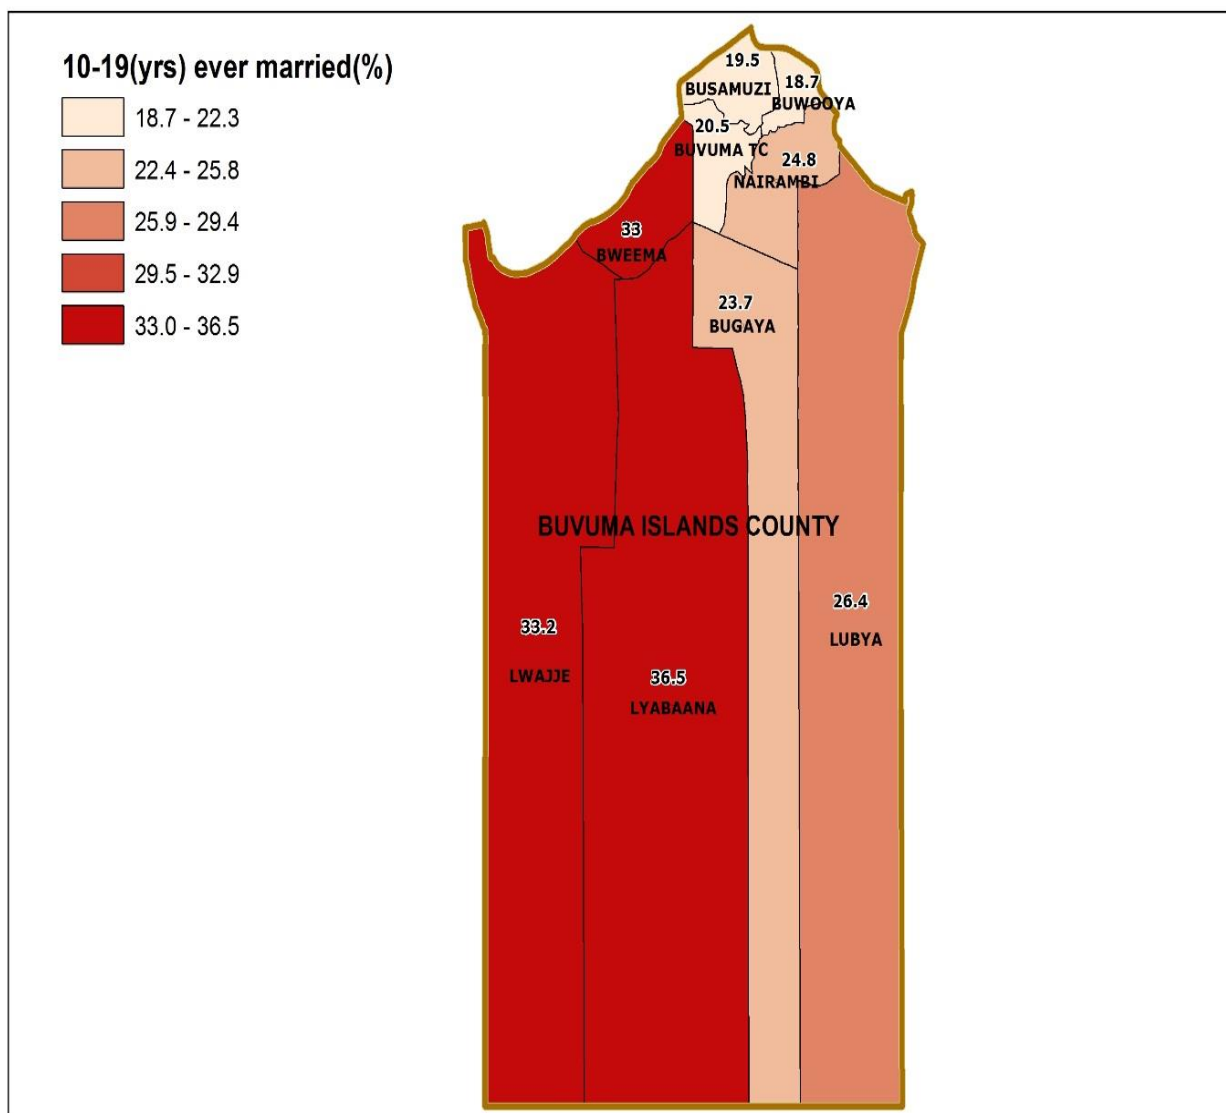 10-19(yrs) ever married(%)
18.7 - 22.3
22.4 - 25.8
25.9 - 29.4
29.5 - 32.9
33.0 - 36.5
19.5
BUSAMUZI
18.7
BUWOOYA
20.5
BUVUMA TC
24.8
NAIRAMBI
33
BWEEMA
23.7
BUGAYA
BUVUMA ISLANDS COUNTY
33.2
LWAJJE
36.5
LYABAANA
26.4
LUBYA